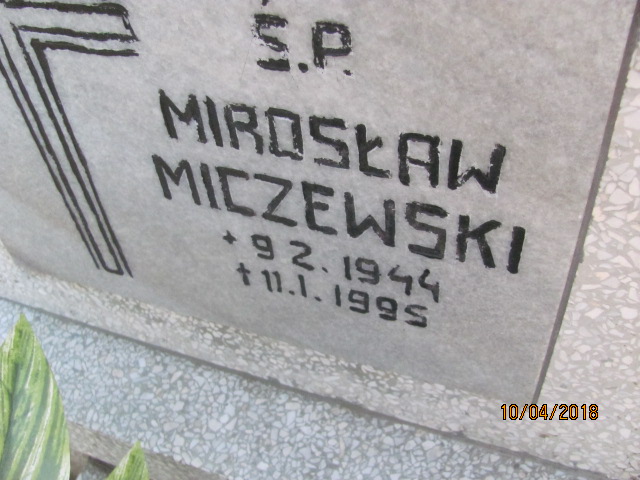 Ś.P.
MIROSŁAW
MICZEWSKI
+ 9 2. 1944
† 11.1.1995
10/04/2018